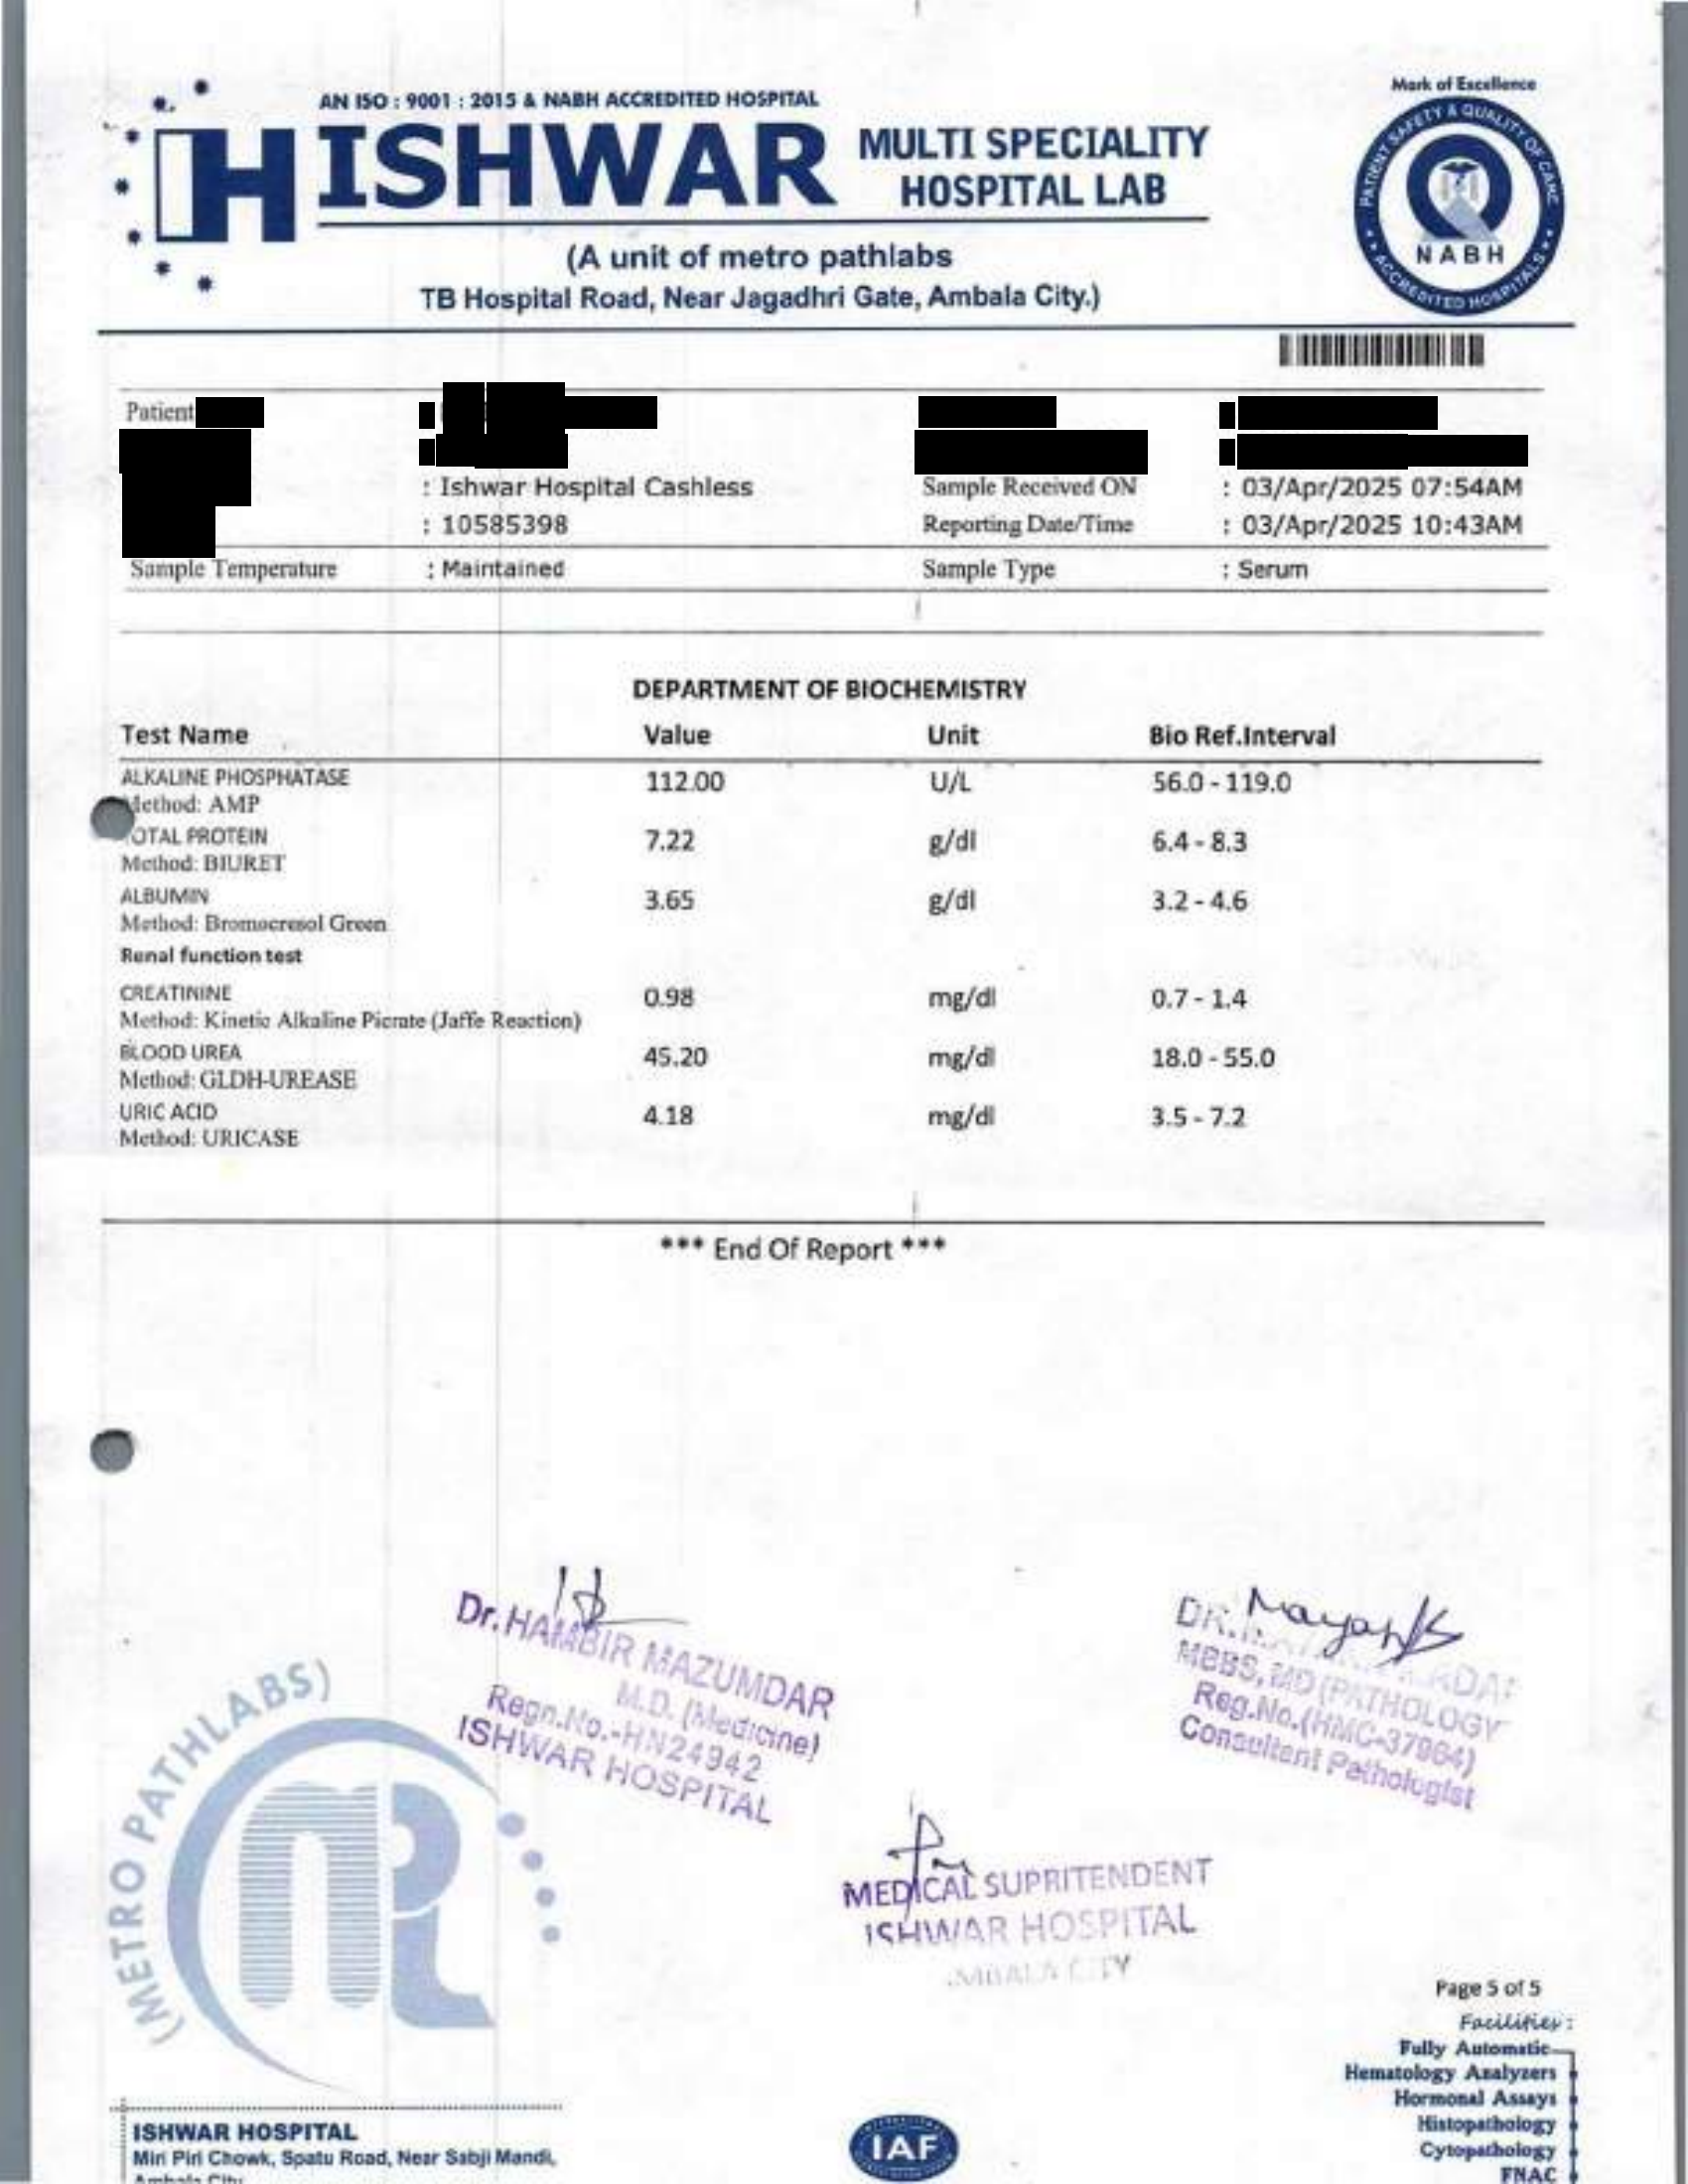 Mark of Excellence
AN ISO : 9001 : 2015 & NABH ACCREDITED HOSPITAL
PATIENT SAFETY & QUALITY OF CARE
NABH
ACCREDITED HOSPITALS
H ISHWAR MULTI SPECIALITY
HOSPITAL LAB
(A unit of metro pathlabs
TB Hospital Road, Near Jagadhri Gate, Ambala City.)
Patient
: Ishwar Hospital Cashless Sample Received ON : 03/Apr/2025 07:54AM
: 10585398 Reporting Date/Time : 03/Apr/2025 10:43AM
Sample Temperature : Maintained Sample Type : Serum
DEPARTMENT OF BIOCHEMISTRY
Test Name Value Unit Bio Ref.Interval
ALKALINE PHOSPHATASE 112.00 U/L 56.0 - 119.0
Method: AMP
TOTAL PROTEIN 7.22 g/dl 6.4 - 8.3
Method: BIURET
ALBUMIN 3.65 g/dl 3.2 - 4.6
Method: Bromocresol Green
Renal function test
CREATININE 0.98 mg/dl 0.7 - 1.4
Method: Kinetic Alkaline Picrate (Jaffe Reaction)
BLOOD UREA 45.20 mg/dl 18.0 - 55.0
Method: GLDH-UREASE
URIC ACID 4.18 mg/dl 3.5 - 7.2
Method: URICASE
*** End Of Report ***
Dr. HAMBIR MAZUMDAR
M.D. (Medicine)
Regn.No.-HN24942
ISHWAR HOSPITAL
Mayank
DR.
MBBS, MD (PATHOLOGY
Reg.No.(HMC-37964)
Consultent Pathologist
MEDICAL SUPRITENDENT
ISHWAR HOSPITAL
AMBALA CITY
(METRO PATHLABS)
MPL
Page 5 of 5
Facilities :
Fully Automatic
Hematology Analyzers
Hormonal Assays
Histopathology
Cytopathology
FNAC
ISHWAR HOSPITAL
Miri Piri Chowk, Spatu Road, Near Sabji Mandi,
Ambala City
IAF